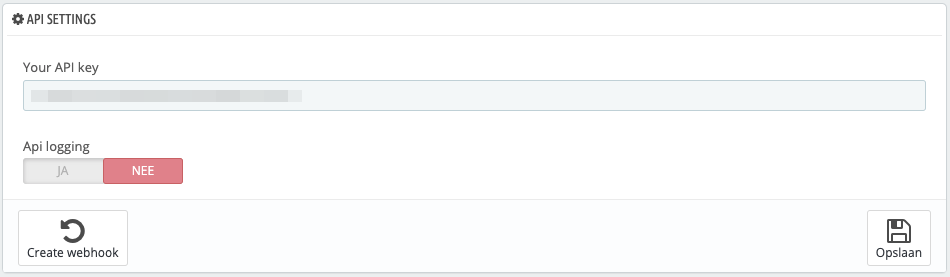 API SETTINGS
Your API key
Api logging
JA NEE
Create webhook Opslaan